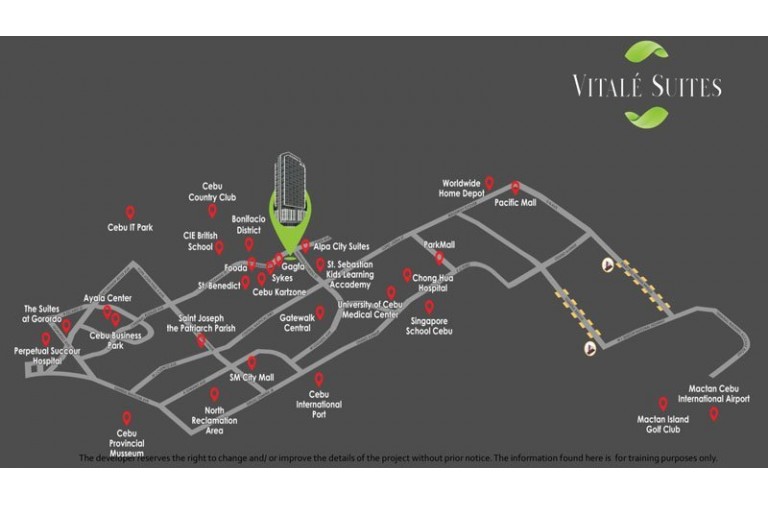 VITALÉ SUITES
Worldwide
Home Depot
Pacific Mall
Cebu
Country Club
Cebu IT Park
Bonifacio
District
CIE British
School
Alpa City Suites
ParkMall
Fooda
Gagfa
Sykes
St. Sebastian
Kids Learning
Accademy
St. Benedict
Cebu Kartzone
Chong Hua
Hospital
Ayala Center
The Suites
at Gorordo
Saint Joseph
the Patriarch Parish
Gatewalk
Central
University of Cebu
Medical Center
Singapore
School Cebu
Cebu Business
Park
Perpetual Succour
Hospital
SM City Mall
Cebu
International
Port
North
Reclamation
Area
Mactan Cebu
International Airport
Mactan Island
Golf Club
Cebu
Provincial
Musseum
The developer reserves the right to change and/ or improve the details of the project without prior notice. The information found here is for training purposes only.